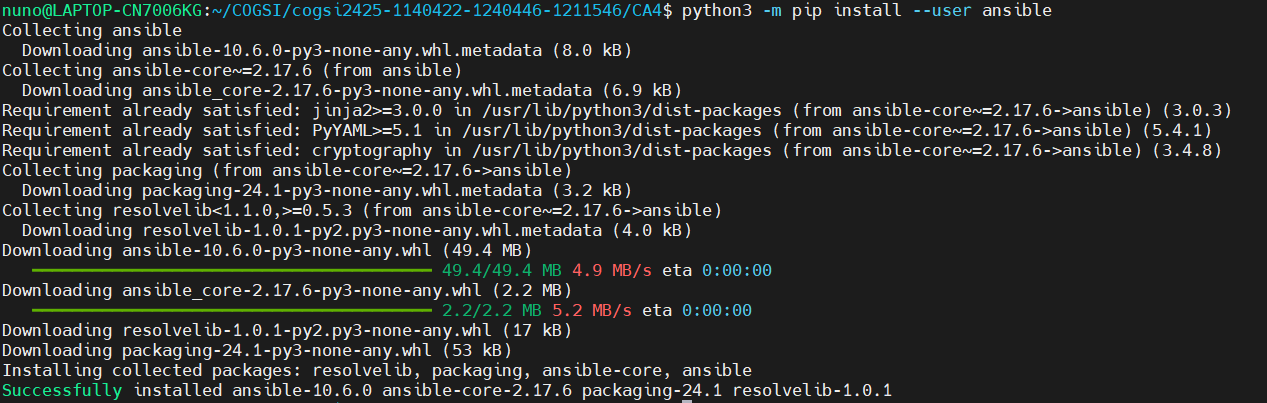 nuno@LAPTOP-CN7006KG:~/COGSI/cogsi2425-1140422-1240446-1211546/CA4$ python3 -m pip install --user ansible
Collecting ansible
  Downloading ansible-10.6.0-py3-none-any.whl.metadata (8.0 kB)
Collecting ansible-core~=2.17.6 (from ansible)
  Downloading ansible_core-2.17.6-py3-none-any.whl.metadata (6.9 kB)
Requirement already satisfied: jinja2>=3.0.0 in /usr/lib/python3/dist-packages (from ansible-core~=2.17.6->ansible) (3.0.3)
Requirement already satisfied: PyYAML>=5.1 in /usr/lib/python3/dist-packages (from ansible-core~=2.17.6->ansible) (5.4.1)
Requirement already satisfied: cryptography in /usr/lib/python3/dist-packages (from ansible-core~=2.17.6->ansible) (3.4.8)
Collecting packaging (from ansible-core~=2.17.6->ansible)
  Downloading packaging-24.1-py3-none-any.whl.metadata (3.2 kB)
Collecting resolvelib<1.1.0,>=0.5.3 (from ansible-core~=2.17.6->ansible)
  Downloading resolvelib-1.0.1-py2.py3-none-any.whl.metadata (4.0 kB)
Downloading ansible-10.6.0-py3-none-any.whl (49.4 MB)
49.4/49.4 MB 4.9 MB/s eta 0:00:00
Downloading ansible_core-2.17.6-py3-none-any.whl (2.2 MB)
2.2/2.2 MB 5.2 MB/s eta 0:00:00
Downloading resolvelib-1.0.1-py2.py3-none-any.whl (17 kB)
Downloading packaging-24.1-py3-none-any.whl (53 kB)
Installing collected packages: resolvelib, packaging, ansible-core, ansible
Successfully installed ansible-10.6.0 ansible-core-2.17.6 packaging-24.1 resolvelib-1.0.1